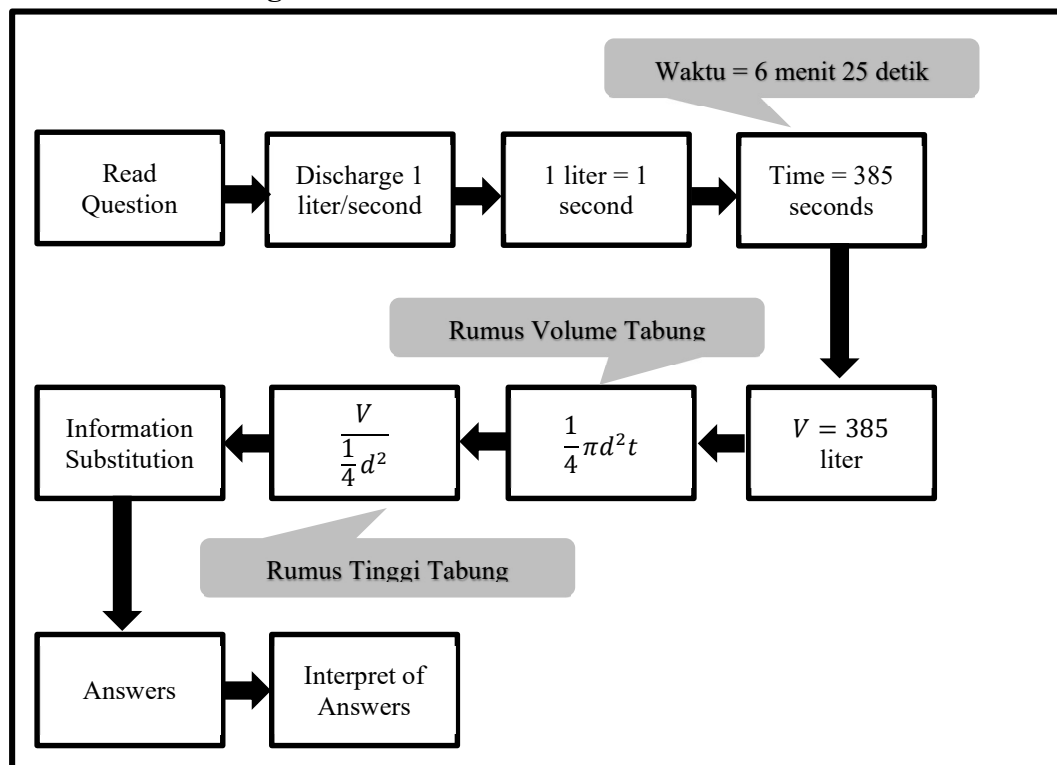 Waktu = 6 menit 25 detik
Read
Question
Discharge 1
liter/second
1 liter = 1
second
Time = 385
seconds
Rumus Volume Tabung
V = 385
liter
1/4 πd²t
V / (1/4 d²)
Information
Substitution
Rumus Tinggi Tabung
Answers
Interpret of
Answers